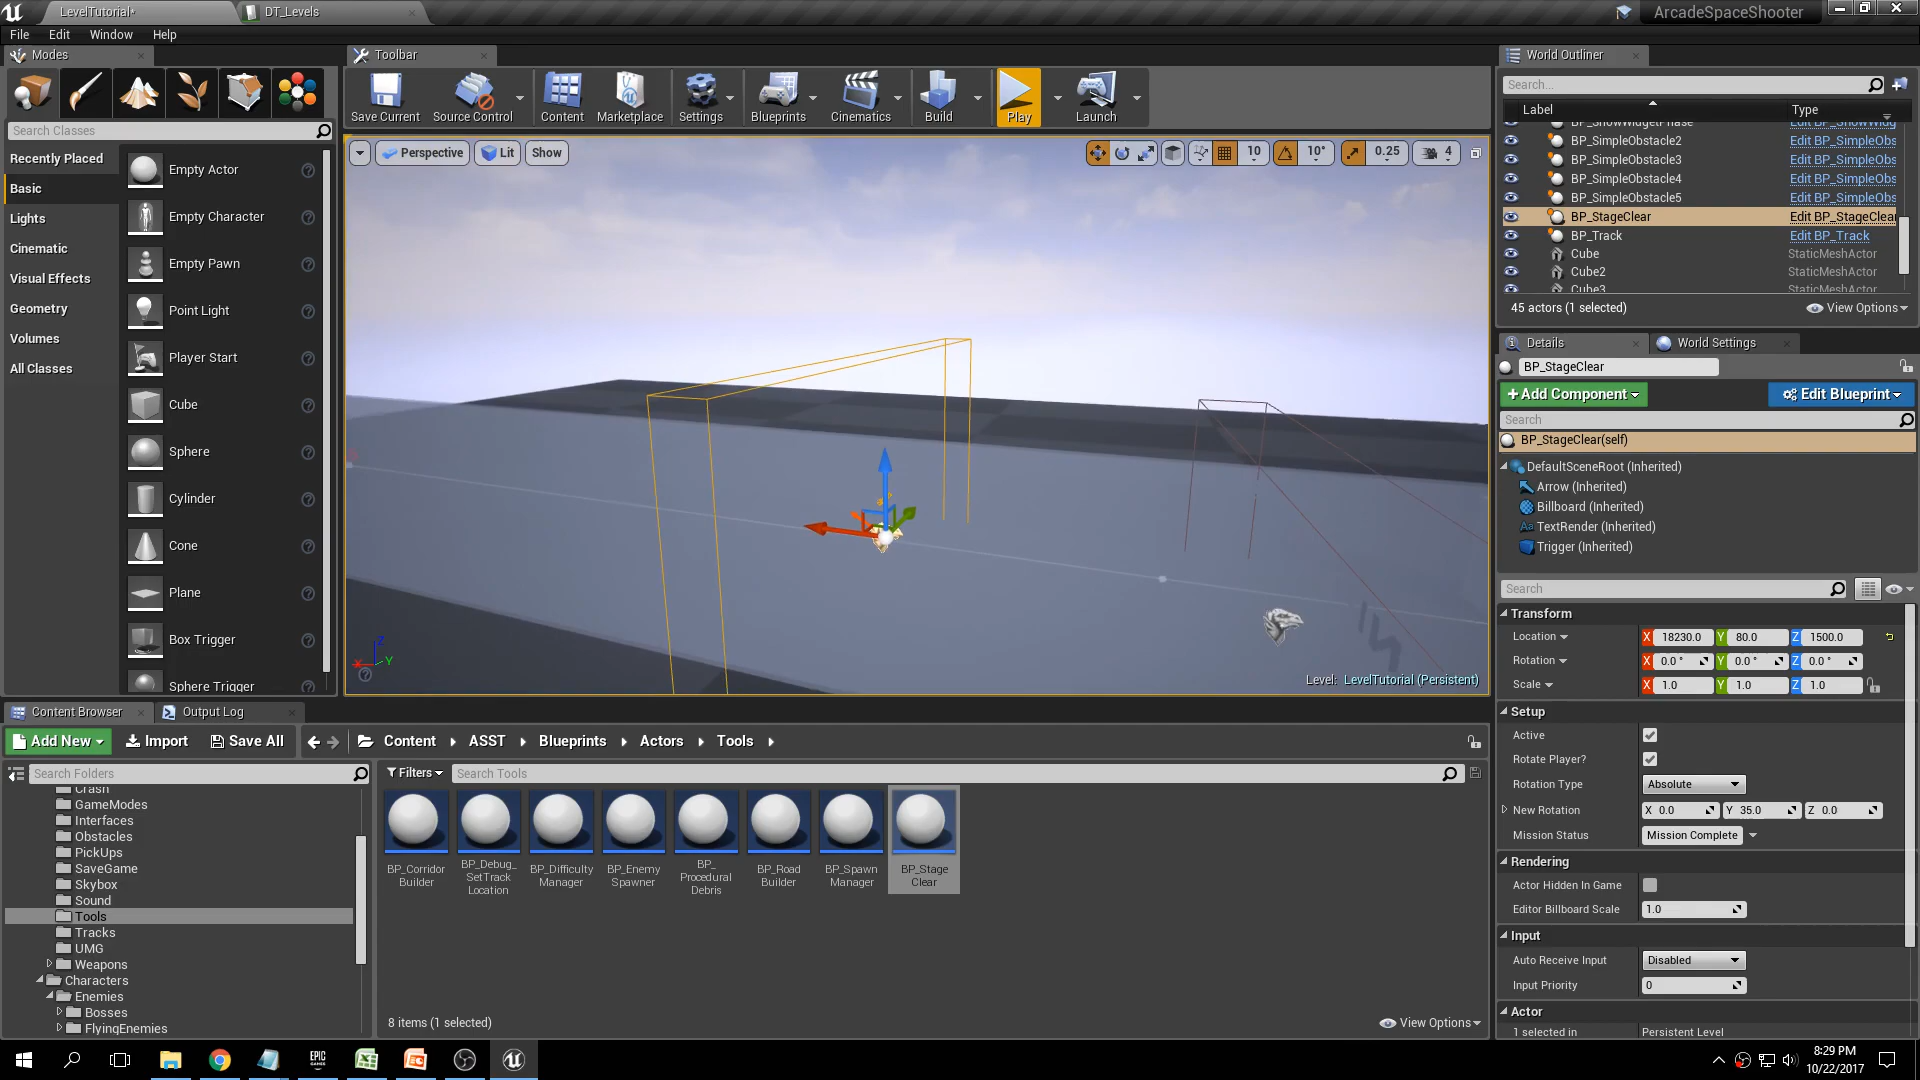 LevelTutorial*
DT_Levels
ArcadeSpaceShooter
File Edit Window Help
Modes
Toolbar
World Outliner
Save Current
Source Control
Content
Marketplace
Settings
Blueprints
Cinematics
Build
Play
Launch
Search...
Label
Type
Search Classes
Recently Placed
Basic
Lights
Cinematic
Visual Effects
Geometry
Volumes
All Classes
Empty Actor
Empty Character
Empty Pawn
Point Light
Player Start
Cube
Sphere
Cylinder
Cone
Plane
Box Trigger
Sphere Trigger
Perspective
Lit
Show
10
10°
0.25
4
X
Y
Z
Level: LevelTutorial (Persistent)
BP_ShowWidgetPhase Edit BP_ShowWidg
BP_SimpleObstacle2 Edit BP_SimpleObs
BP_SimpleObstacle3 Edit BP_SimpleObs
BP_SimpleObstacle4 Edit BP_SimpleObs
BP_SimpleObstacle5 Edit BP_SimpleObs
BP_StageClear Edit BP_StageClear
BP_Track Edit BP_Track
Cube StaticMeshActor
Cube2 StaticMeshActor
Cube3 StaticMeshActor
45 actors (1 selected)
View Options
Details
World Settings
BP_StageClear
+ Add Component
Edit Blueprint
Search
BP_StageClear(self)
DefaultSceneRoot (Inherited)
Arrow (Inherited)
Billboard (Inherited)
TextRender (Inherited)
Trigger (Inherited)
Search
Transform
Location X 18230.0 Y 80.0 Z 1500.0
Rotation X 0.0 ° Y 0.0 ° Z 0.0 °
Scale X 1.0 Y 1.0 Z 1.0
Setup
Active
Rotate Player?
Rotation Type Absolute
New Rotation X 0.0 Y 35.0 Z 0.0
Mission Status Mission Complete
Rendering
Actor Hidden In Game
Editor Billboard Scale 1.0
Input
Auto Receive Input Disabled
Input Priority 0
Actor
1 selected in Persistent Level
Content Browser
Output Log
Add New
Import
Save All
Content
ASST
Blueprints
Actors
Tools
Search Folders
Filters
Search Tools
Crash
GameModes
Interfaces
Obstacles
PickUps
SaveGame
Skybox
Sound
Tools
Tracks
UMG
Weapons
Characters
Enemies
Bosses
FlyingEnemies
BP_Corridor
Builder
BP_Debug_
SetTrack
Location
BP_Difficulty
Manager
BP_Enemy
Spawner
BP_
Procedural
Debris
BP_Road
Builder
BP_Spawn
Manager
BP_Stage
Clear
8 items (1 selected)
View Options
EPIC
GAMES
8:29 PM
10/22/2017